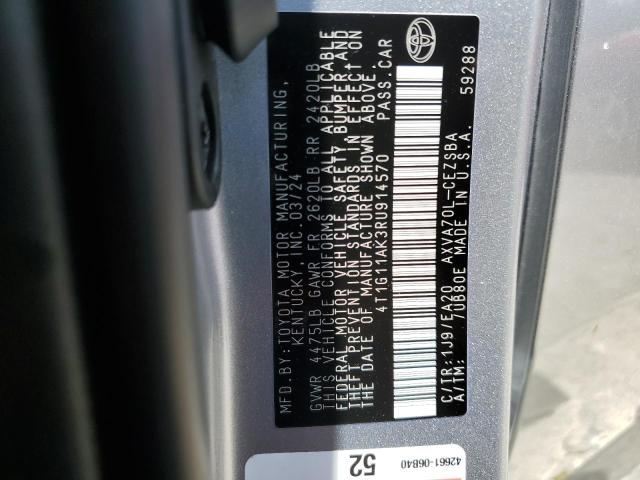 MFD.BY:TOYOTA MOTOR MANUFACTURING,
KENTUCKY, INC. 03/24
GVWR 4475LB GAWR FR 2620LB RR 2420LB
THIS VEHICLE CONFORMS TO ALL APPLICABLE
FEDERAL MOTOR VEHICLE SAFETY, BUMPER AND
THEFT PREVENTION STANDARDS IN EFFECT ON
THE DATE OF MANUFACTURE SHOWN ABOVE.
4T1G11AK3RU914570 PASS.CAR
C/TR:1J9/EA20 AXVA70L-CEZSBA
A/TM: 70B80E MADE IN U.S.A. 59288
42661-06B40
52